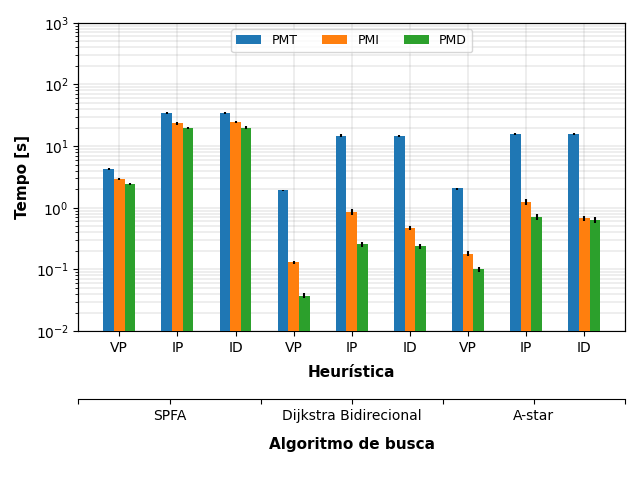 PMT PMI PMD
10³
10²
10¹
10⁰
10⁻¹
10⁻²
Tempo [s]
VP IP ID VP IP ID VP IP ID
Heurística
SPFA Dijkstra Bidirecional A-star
Algoritmo de busca